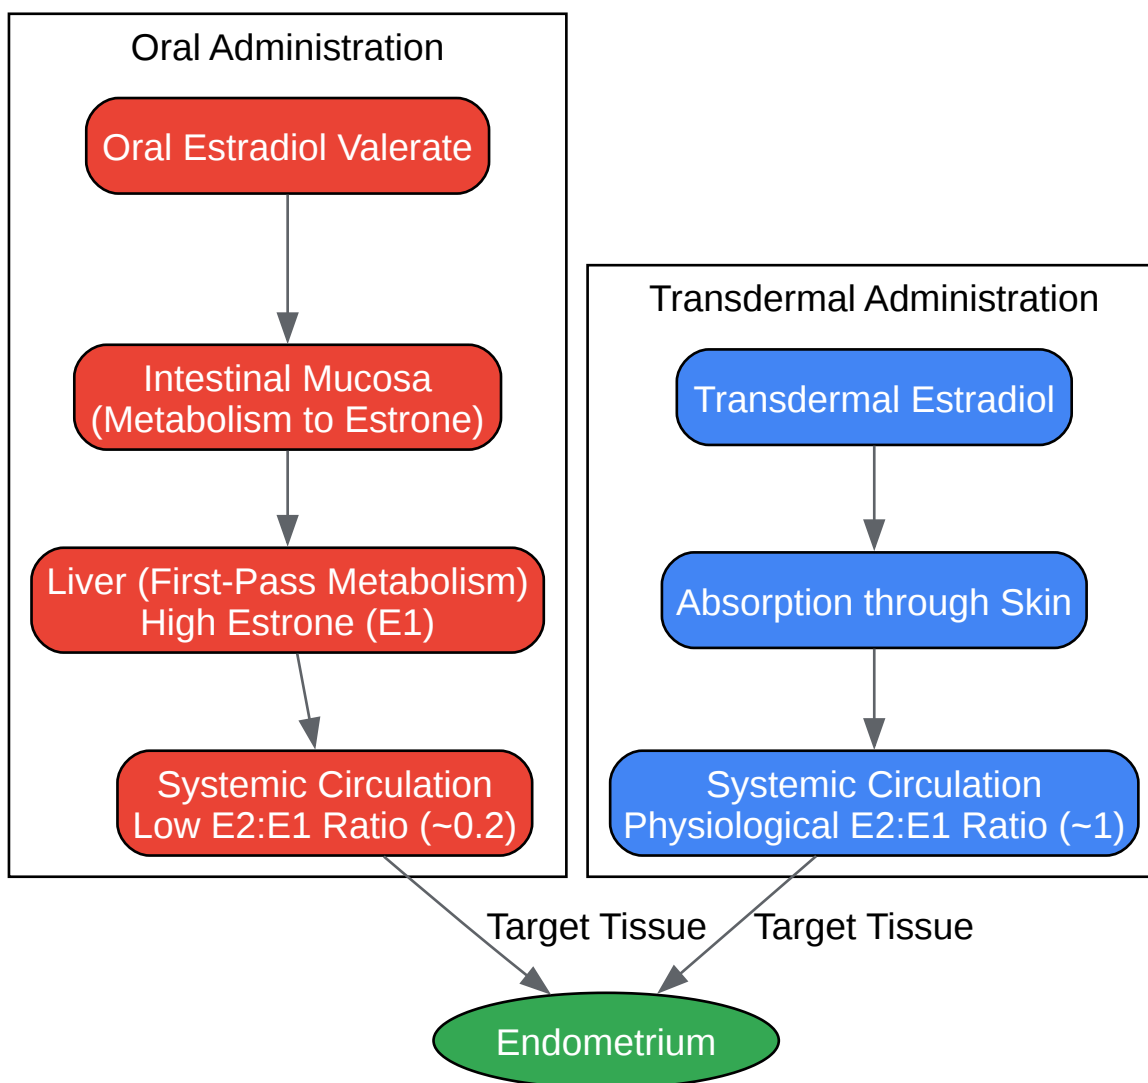 Oral Administration
Oral Estradiol Valerate
Intestinal Mucosa
(Metabolism to Estrone)
Liver (First-Pass Metabolism)
High Estrone (E1)
Systemic Circulation
Low E2:E1 Ratio (~0.2)
Transdermal Administration
Transdermal Estradiol
Absorption through Skin
Systemic Circulation
Physiological E2:E1 Ratio (~1)
Target Tissue
Target Tissue
Endometrium